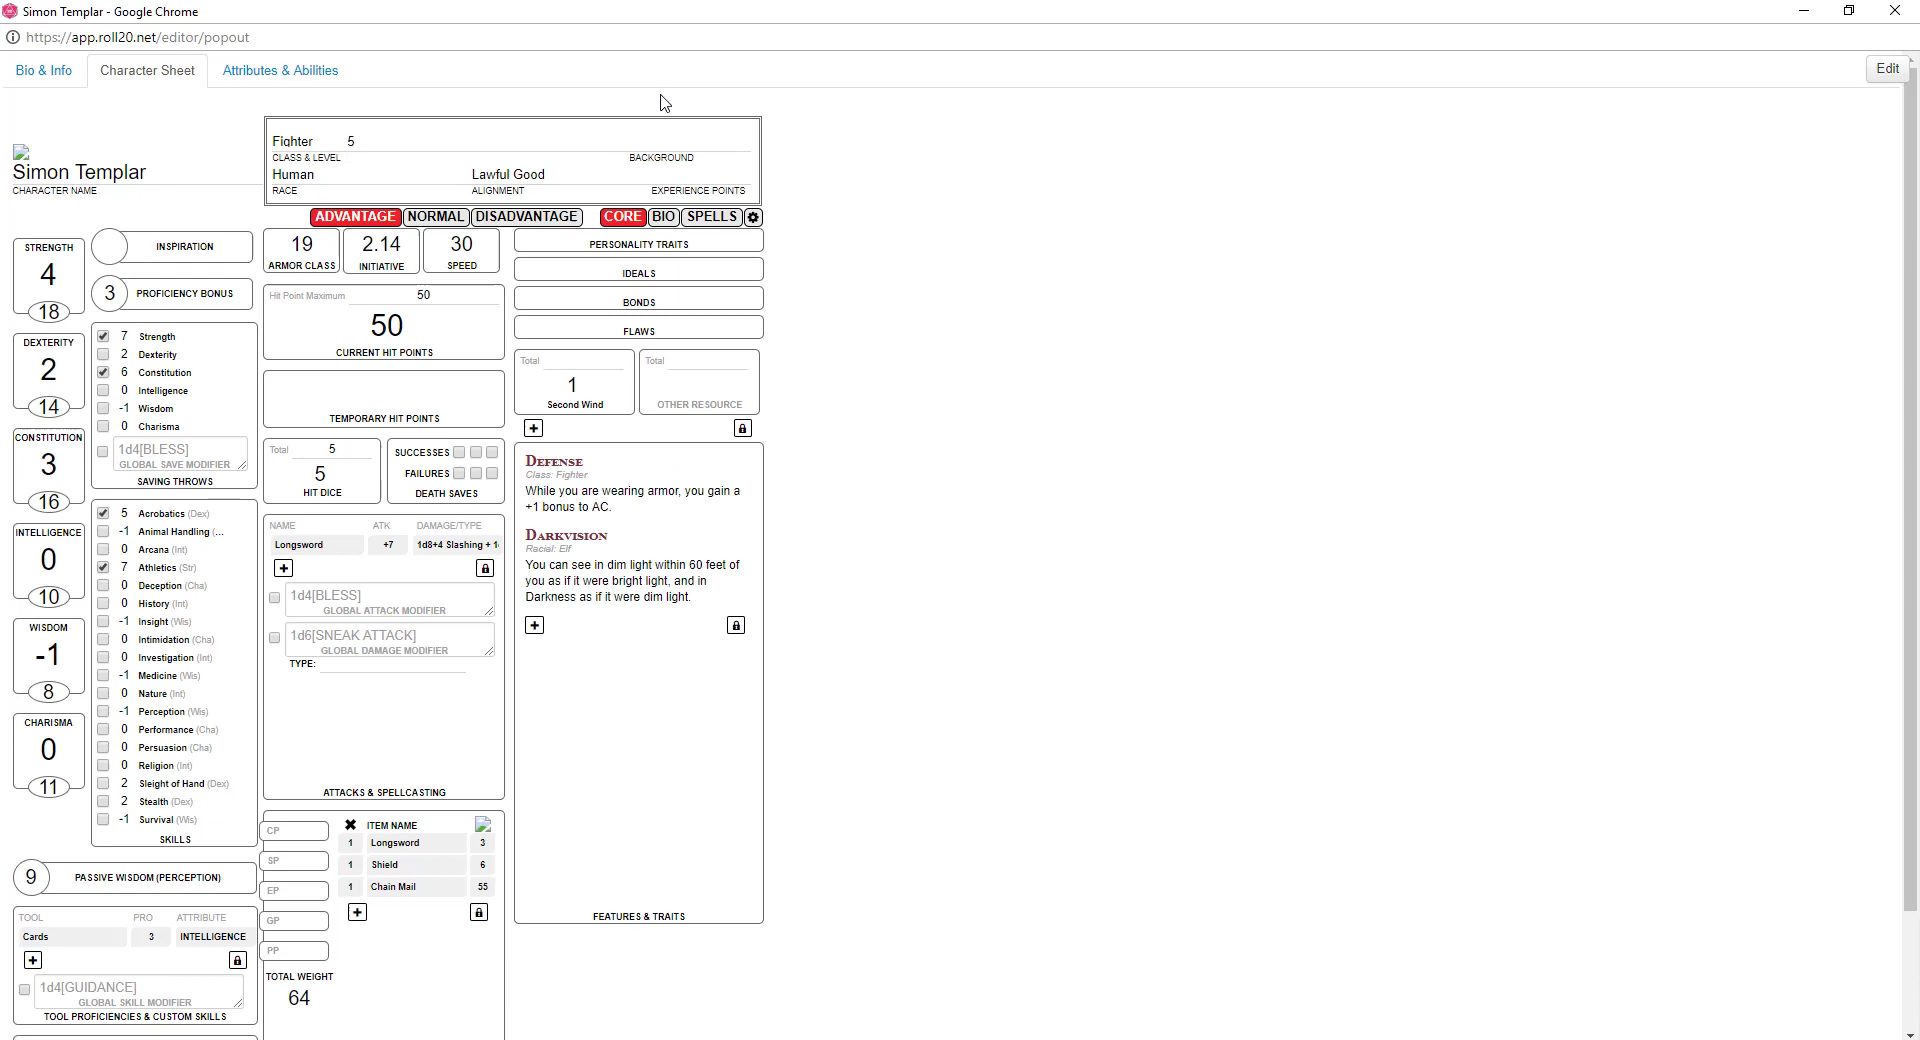 Simon Templar - Google Chrome
https://app.roll20.net/editor/popout
Bio & Info Character Sheet Attributes & Abilities Edit
Simon Templar
CHARACTER NAME
Fighter 5
CLASS & LEVEL BACKGROUND
Human Lawful Good
RACE ALIGNMENT EXPERIENCE POINTS
ADVANTAGE NORMAL DISADVANTAGE CORE BIO SPELLS
STRENGTH
4
18
DEXTERITY
2
14
CONSTITUTION
3
16
INTELLIGENCE
0
10
WISDOM
-1
8
CHARISMA
0
11
INSPIRATION
3 PROFICIENCY BONUS
7 Strength
2 Dexterity
6 Constitution
0 Intelligence
-1 Wisdom
0 Charisma
1d4[BLESS]
GLOBAL SAVE MODIFIER
SAVING THROWS
5 Acrobatics (Dex)
-1 Animal Handling (...
0 Arcana (Int)
7 Athletics (Str)
0 Deception (Cha)
0 History (Int)
-1 Insight (Wis)
0 Intimidation (Cha)
0 Investigation (Int)
-1 Medicine (Wis)
0 Nature (Int)
-1 Perception (Wis)
0 Performance (Cha)
0 Persuasion (Cha)
0 Religion (Int)
2 Sleight of Hand (Dex)
2 Stealth (Dex)
-1 Survival (Wis)
SKILLS
9 PASSIVE WISDOM (PERCEPTION)
TOOL PRO ATTRIBUTE
Cards 3 INTELLIGENCE
1d4[GUIDANCE]
GLOBAL SKILL MODIFIER
TOOL PROFICIENCIES & CUSTOM SKILLS
19 2.14 30
ARMOR CLASS INITIATIVE SPEED
Hit Point Maximum 50
50
CURRENT HIT POINTS
TEMPORARY HIT POINTS
Total 5
5
HIT DICE
SUCCESSES
FAILURES
DEATH SAVES
NAME ATK DAMAGE/TYPE
Longsword +7 1d8+4 Slashing + 1
1d4[BLESS]
GLOBAL ATTACK MODIFIER
1d6[SNEAK ATTACK]
GLOBAL DAMAGE MODIFIER
TYPE:
ATTACKS & SPELLCASTING
CP
SP
EP
GP
PP
TOTAL WEIGHT
64
ITEM NAME
1 Longsword 3
1 Shield 6
1 Chain Mail 55
PERSONALITY TRAITS
IDEALS
BONDS
FLAWS
Total
1
Second Wind
Total
OTHER RESOURCE
DEFENSE
Class: Fighter
While you are wearing armor, you gain a
+1 bonus to AC.
DARKVISION
Racial: Elf
You can see in dim light within 60 feet of
you as if it were bright light, and in
Darkness as if it were dim light.
FEATURES & TRAITS